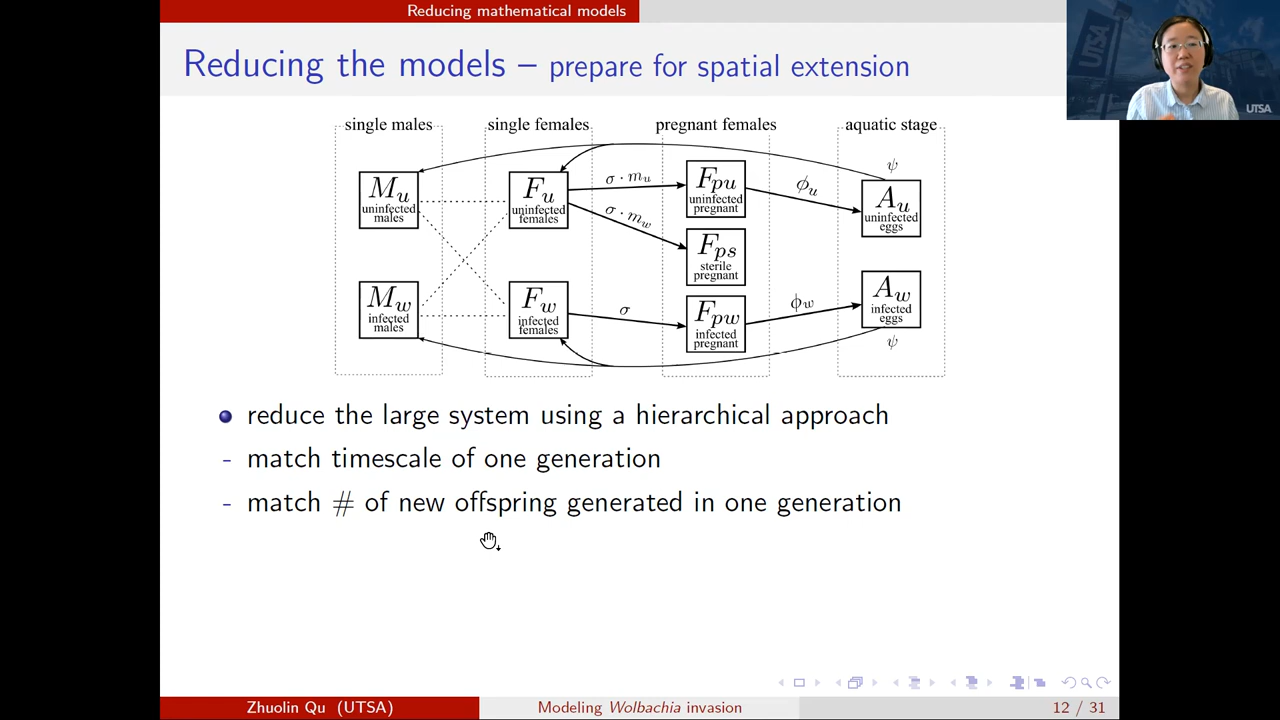 Reducing mathematical models
Reducing the models – prepare for spatial extension
single males single females pregnant females aquatic stage
M_u
uninfected
males
F_u
uninfected
females
σ · m_u
σ · m_w
F_pu
uninfected
pregnant
ϕ_u
ψ
A_u
uninfected
eggs
F_ps
sterile
pregnant
M_w
infected
males
F_w
infected
females
σ
F_pw
infected
pregnant
ϕ_w
A_w
infected
eggs
ψ
reduce the large system using a hierarchical approach
- match timescale of one generation
- match # of new offspring generated in one generation
Zhuolin Qu (UTSA) Modeling Wolbachia invasion 12 / 31
UTSA
UTSA